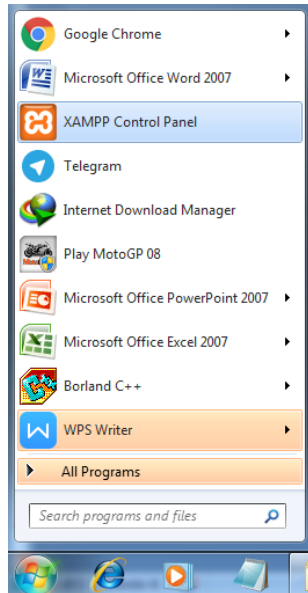 Google Chrome
Microsoft Office Word 2007
XAMPP Control Panel
Telegram
Internet Download Manager
Play MotoGP 08
Microsoft Office PowerPoint 2007
Microsoft Office Excel 2007
Borland C++
WPS Writer
All Programs
Search programs and files